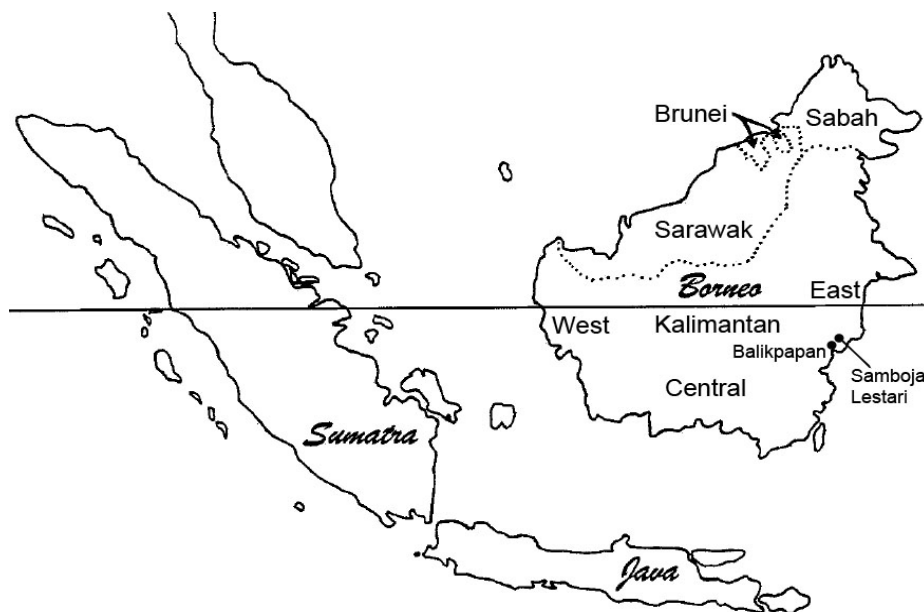 Brunei
Sabah
Sarawak
Borneo
East
West
Kalimantan
Balikpapan
Samboja
Lestari
Central
Sumatra
Java